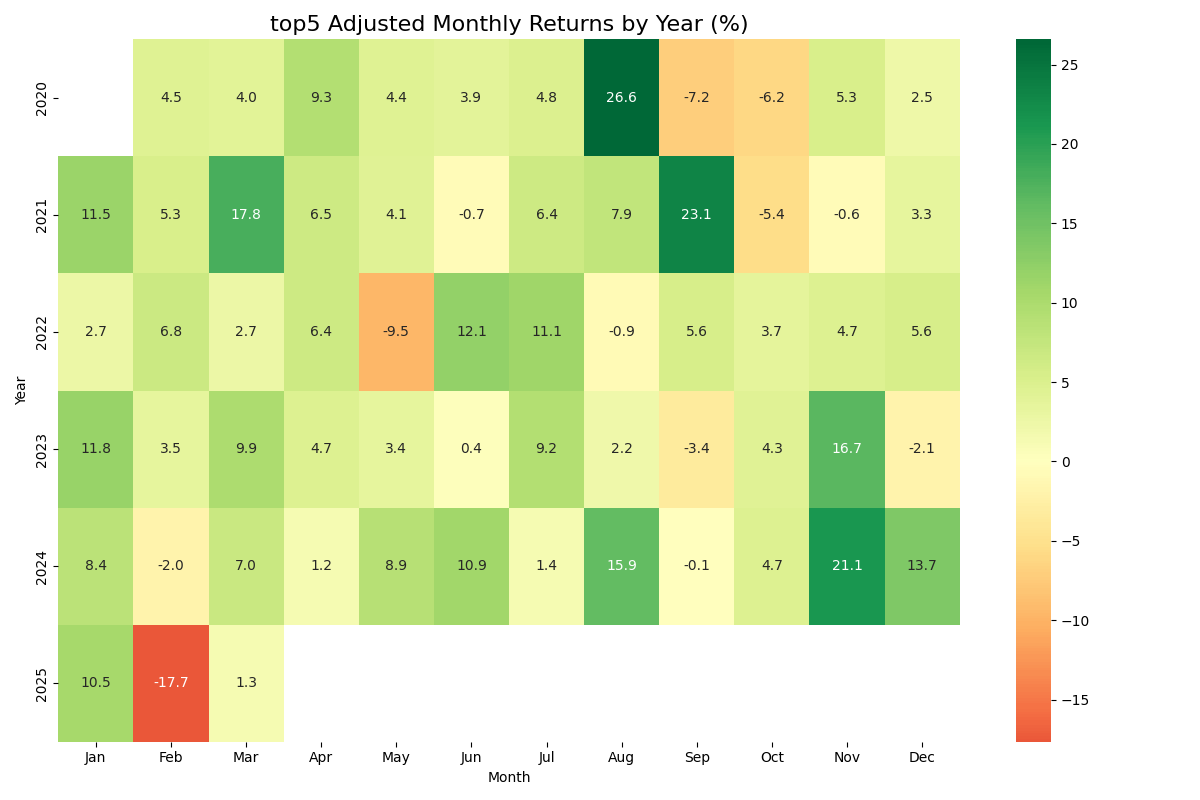 top5 Adjusted Monthly Returns by Year (%)
2020 4.5 4.0 9.3 4.4 3.9 4.8 26.6 -7.2 -6.2 5.3 2.5
2021 11.5 5.3 17.8 6.5 4.1 -0.7 6.4 7.9 23.1 -5.4 -0.6 3.3
2022 2.7 6.8 2.7 6.4 -9.5 12.1 11.1 -0.9 5.6 3.7 4.7 5.6
2023 11.8 3.5 9.9 4.7 3.4 0.4 9.2 2.2 -3.4 4.3 16.7 -2.1
2024 8.4 -2.0 7.0 1.2 8.9 10.9 1.4 15.9 -0.1 4.7 21.1 13.7
2025 10.5 -17.7 1.3
Year
Jan Feb Mar Apr May Jun Jul Aug Sep Oct Nov Dec
Month
25
20
15
10
5
0
−5
−10
−15